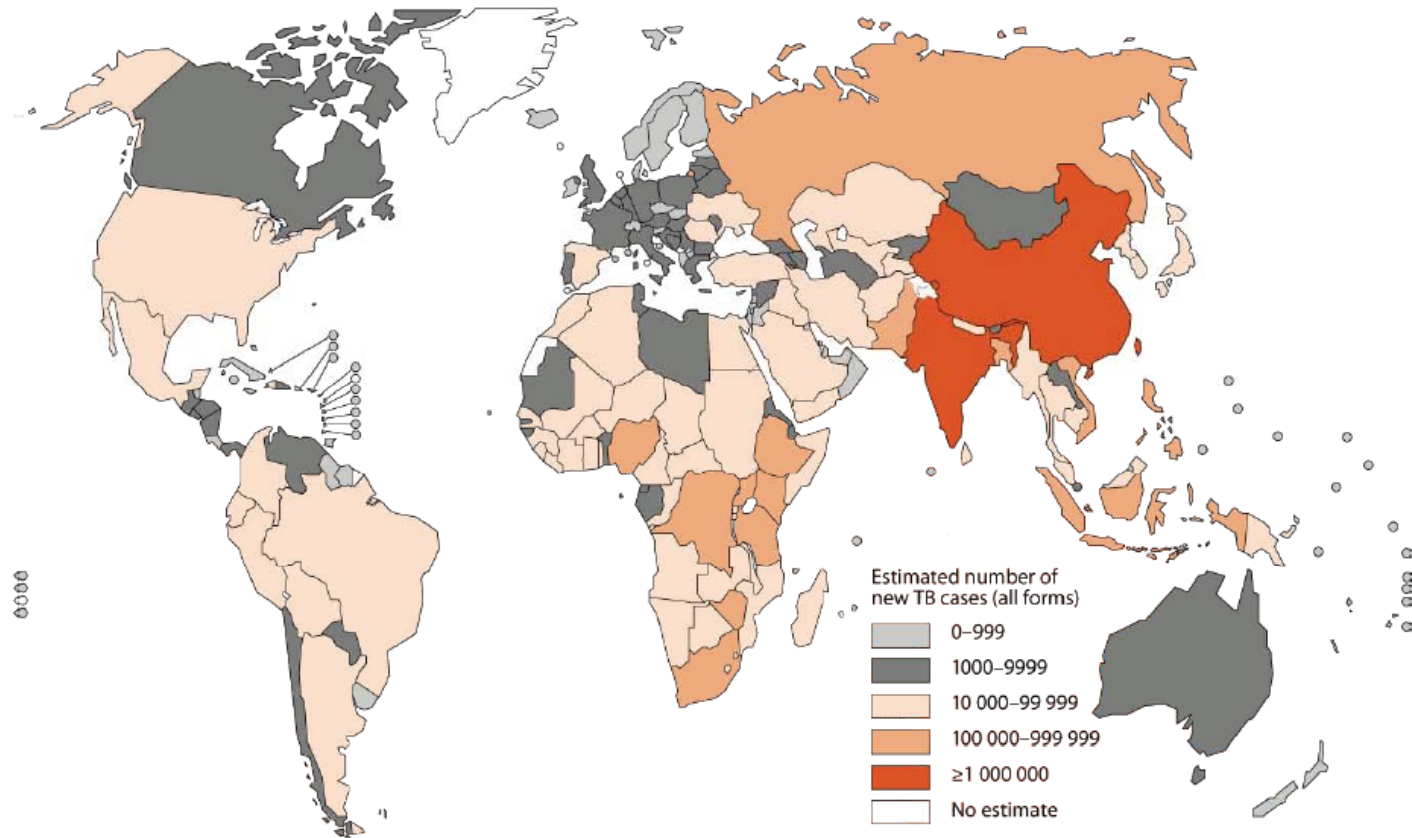 Estimated number of
new TB cases (all forms)
0–999
1000–9999
10 000–99 999
100 000–999 999
≥1 000 000
No estimate